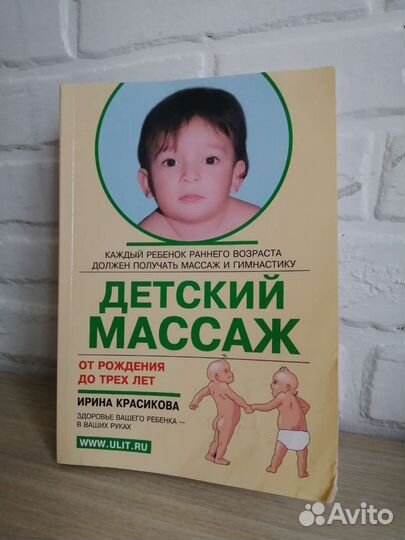 КАЖДЫЙ РЕБЕНОК РАННЕГО ВОЗРАСТА
ДОЛЖЕН ПОЛУЧАТЬ МАССАЖ И ГИМНАСТИКУ
ДЕТСКИЙ
МАССАЖ
ОТ РОЖДЕНИЯ
ДО ТРЕХ ЛЕТ
ИРИНА КРАСИКОВА
ЗДОРОВЬЕ ВАШЕГО РЕБЕНКА —
В ВАШИХ РУКАХ
WWW.ULIT.RU
Avito